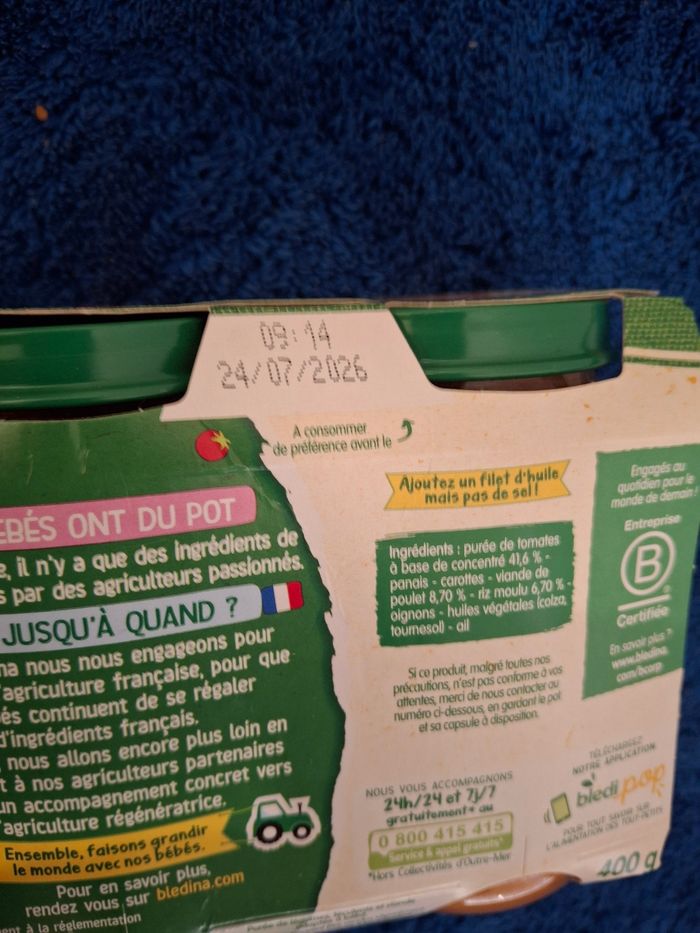 09:14
24/07/2026
A consommer
de préférence avant le
BÉBÉS ONT DU POT
, il n'y a que des ingrédients de
par des agriculteurs passionnés.
JUSQU'À QUAND ?
nous nous engageons pour
agriculture française, pour que
continuent de se régaler
d'ingrédients français.
nous allons encore plus loin en
à nos agriculteurs partenaires
un accompagnement concret vers
l'agriculture régénératrice.
Ensemble, faisons grandir
le monde avec nos bébés.
Pour en savoir plus,
rendez vous sur bledina.com
à la réglementation
Ajoutez un filet d'huile
mais pas de sel !
Ingrédients : purée de tomates
à base de concentré 41,6 % -
panais - carottes - viande de
poulet 8,70 % - riz moulu 6,70 % -
oignons - huiles végétales (colza,
tournesol) - ail
Si ce produit, malgré toutes nos
précautions, n'est pas conforme à vos
attentes, merci de nous contacter au
numéro ci-dessous, en gardant le pot
et sa capsule à disposition.
NOUS VOUS ACCOMPAGNONS
24h/24 et 7j/7
gratuitement* au
0 800 415 415
Service & appel gratuits*
*Hors Collectivités d'Outre-Mer
Engagés au
quotidien pour le
monde de demain !
Entreprise
B
Certifiée
En savoir plus ?
www.bledina.
com/bcorp
TÉLÉCHARGEZ
NOTRE APPLICATION
blédi pop
POUR TOUT SAVOIR SUR
L'ALIMENTATION DES TOUT-PETITS
400 g